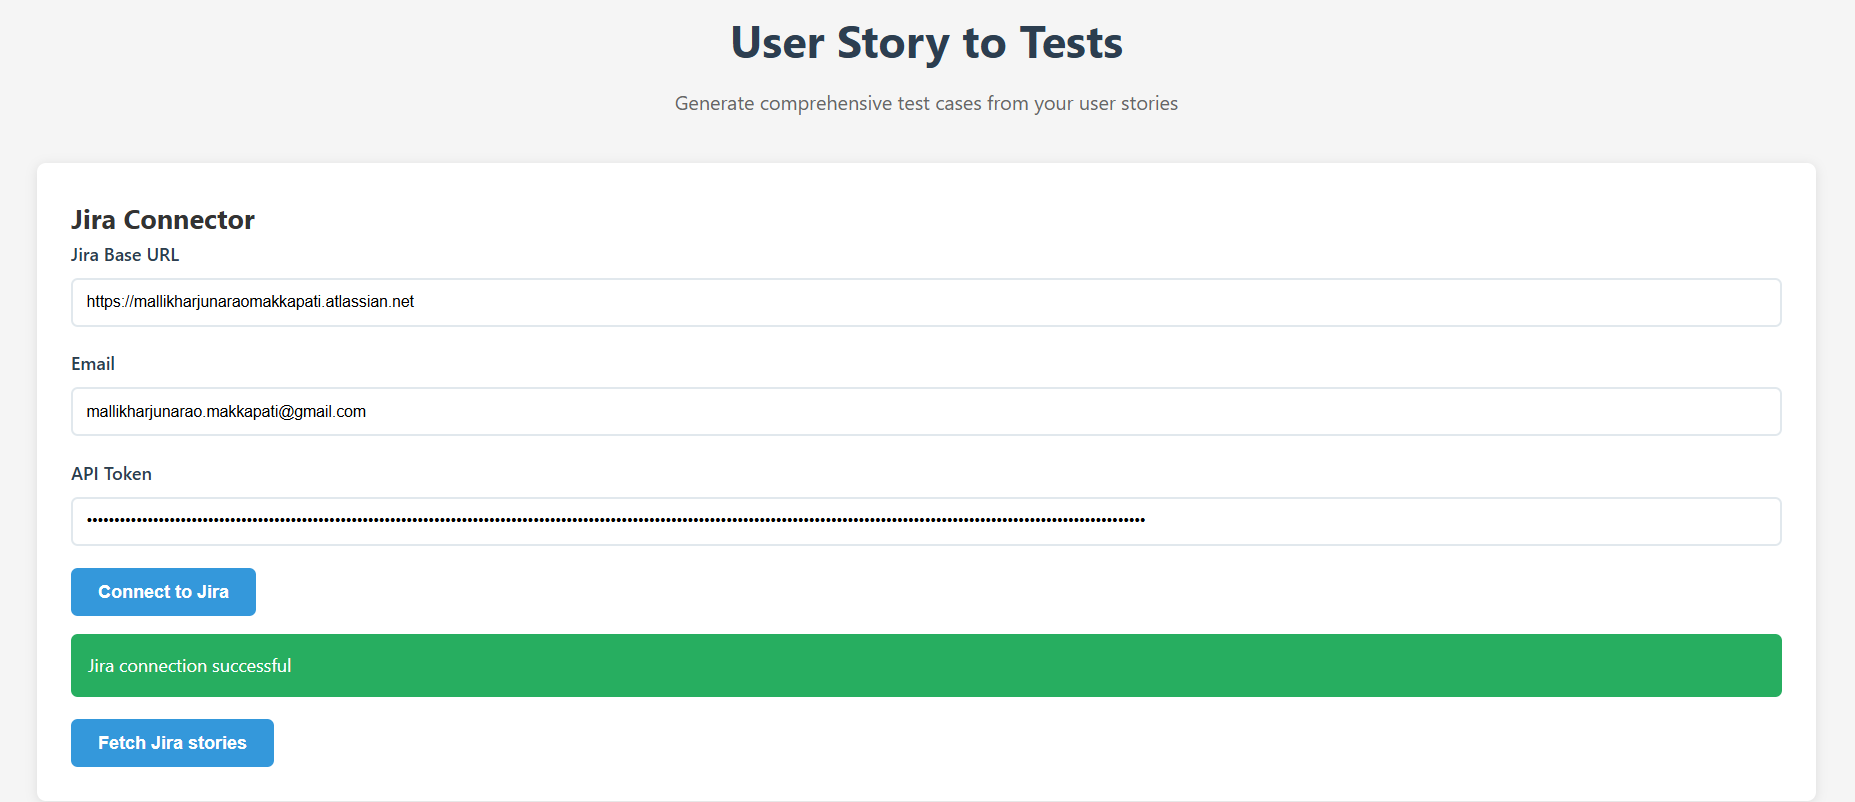 User Story to Tests
Generate comprehensive test cases from your user stories
Jira Connector
Jira Base URL
https://mallikharjunaraomakkapati.atlassian.net
Email
mallikharjunarao.makkapati@gmail.com
API Token
Connect to Jira
Jira connection successful
Fetch Jira stories